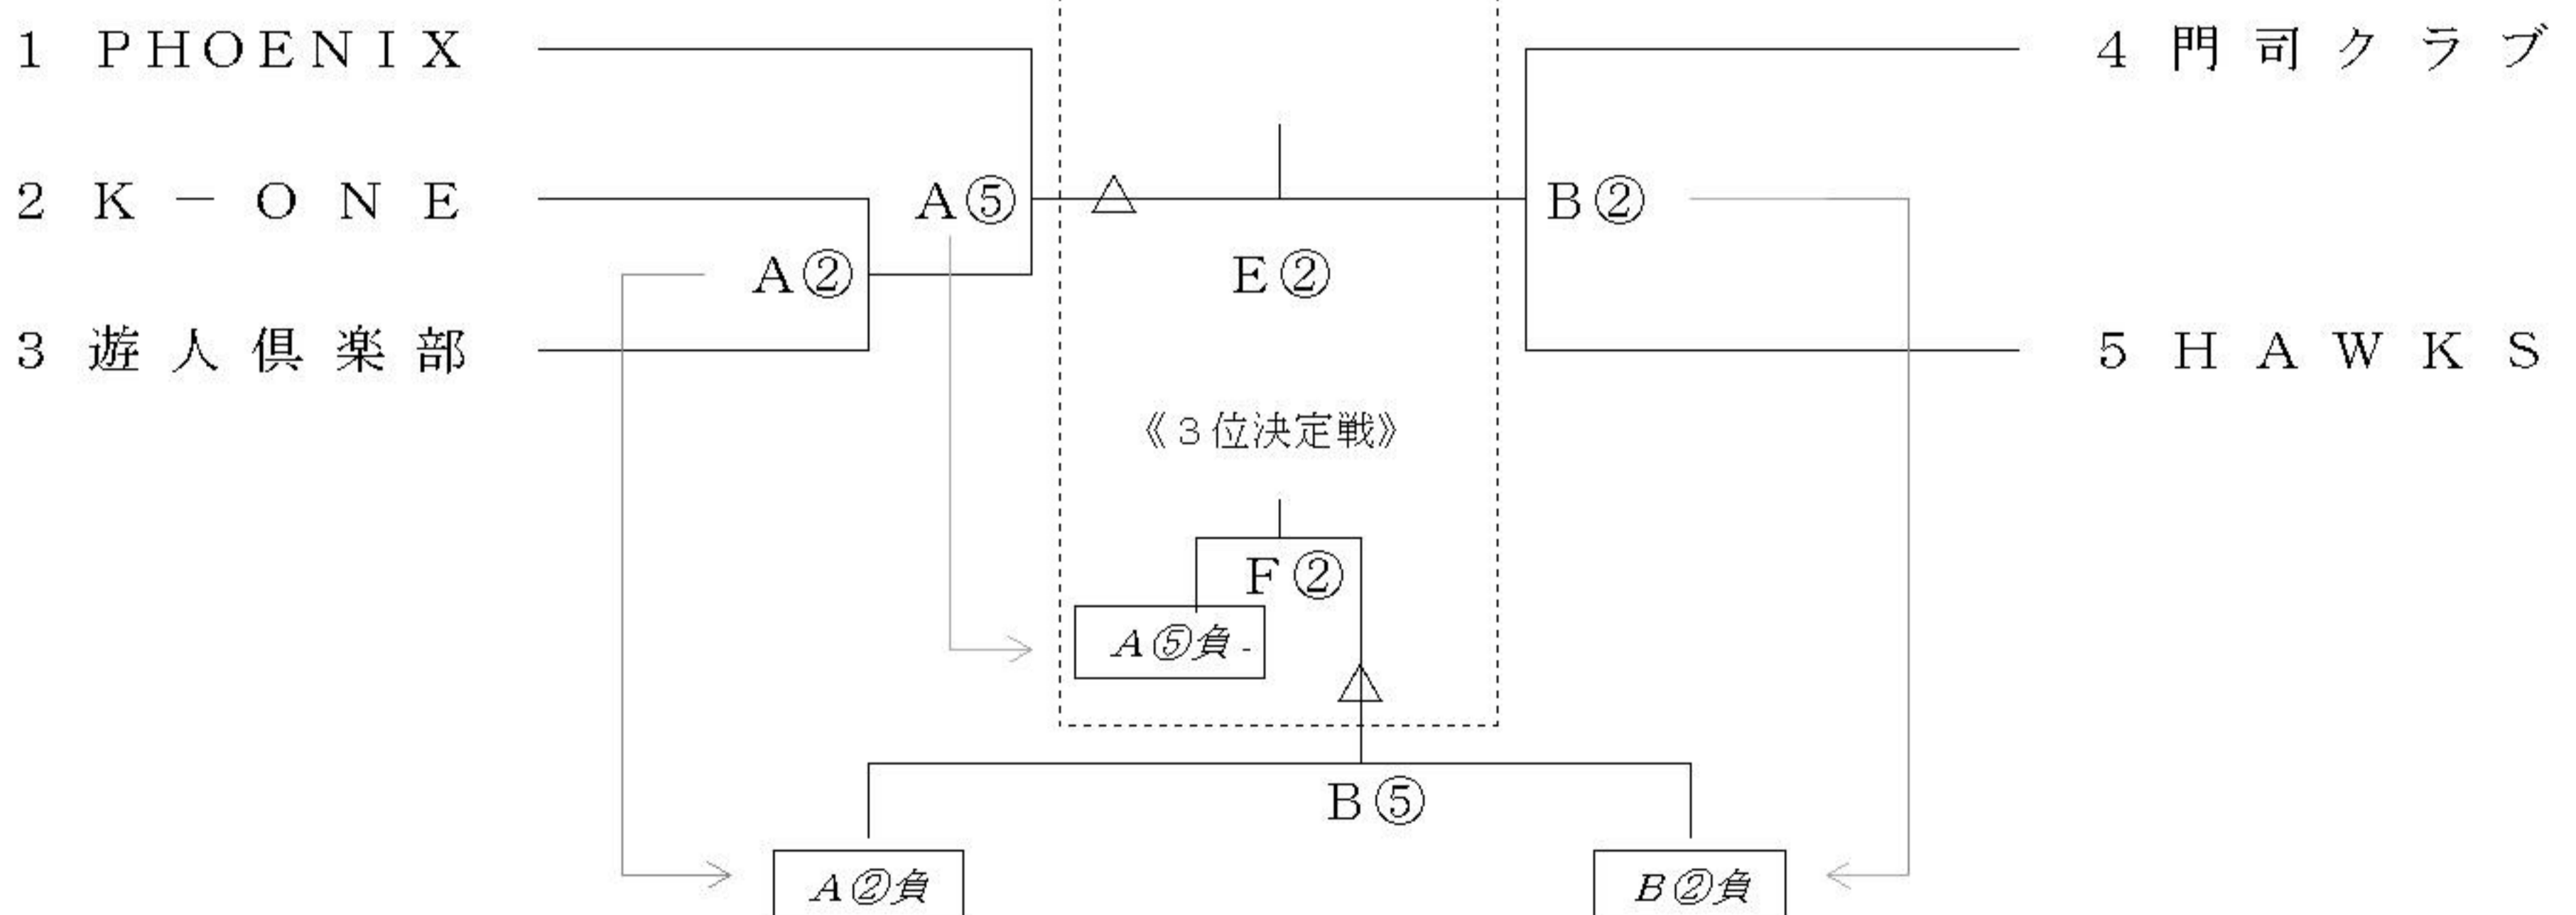 1 PHOENIX
4 門司クラブ
2 K－ONE
A⑤
B②
A②
E②
3 遊人倶楽部
5 HAWKS
《3位決定戦》
F②
A⑤負
B⑤
A②負
B②負